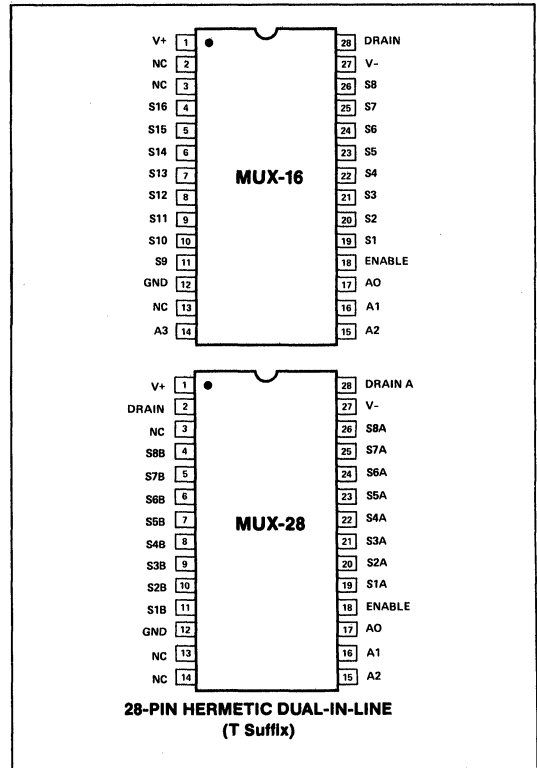 V+ 1 28 DRAIN
NC 2 27 V-
NC 3 26 S8
S16 4 25 S7
S15 5 24 S6
S14 6 23 S5
S13 7 MUX-16 22 S4
S12 8 21 S3
S11 9 20 S2
S10 10 19 S1
S9 11 18 ENABLE
GND 12 17 AO
NC 13 16 A1
A3 14 15 A2
V+ 1 28 DRAIN A
DRAIN 2 27 V-
NC 3 26 S8A
S8B 4 25 S7A
S7B 5 24 S6A
S6B 6 23 S5A
S5B 7 MUX-28 22 S4A
S4B 8 21 S3A
S3B 9 20 S2A
S2B 10 19 S1A
S1B 11 18 ENABLE
GND 12 17 AO
NC 13 16 A1
NC 14 15 A2
28-PIN HERMETIC DUAL-IN-LINE
(T Suffix)